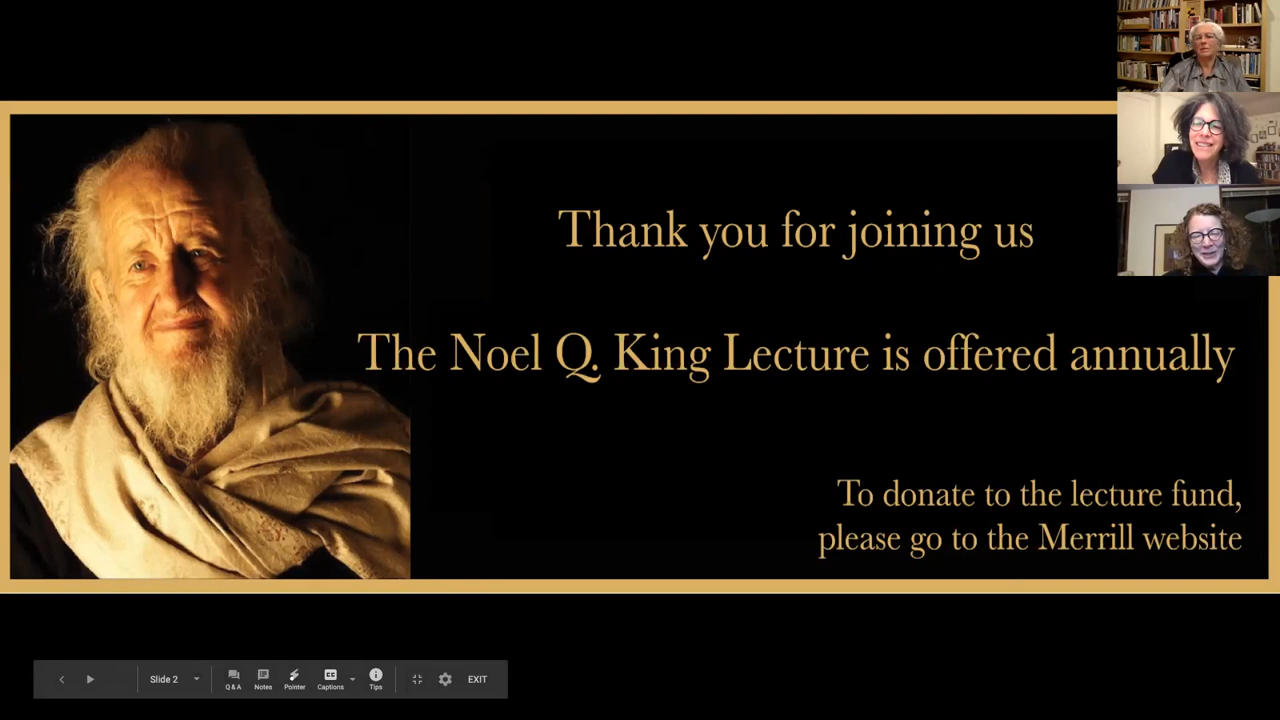 Thank you for joining us
The Noel Q. King Lecture is offered annually
To donate to the lecture fund,
please go to the Merrill website
Slide 2
Q & A
Notes
Pointer
CC
Captions
Tips
EXIT